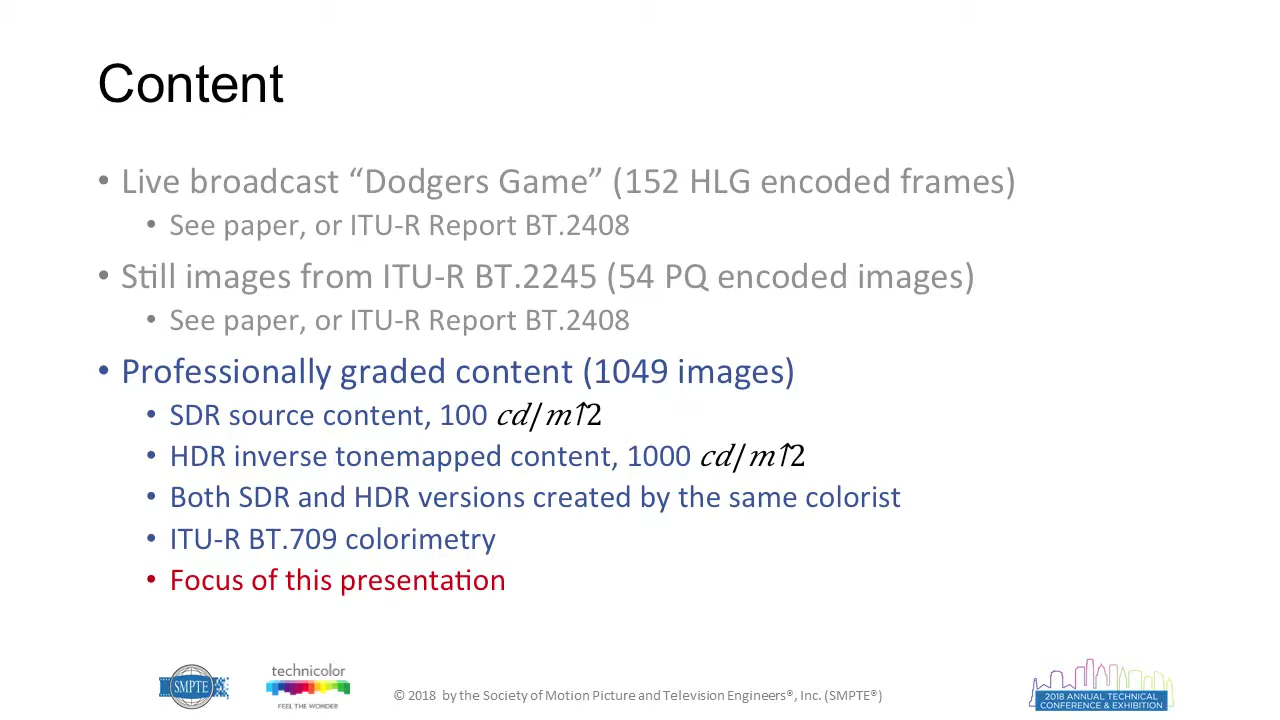 Content
• Live broadcast “Dodgers Game” (152 HLG encoded frames)
• See paper, or ITU-R Report BT.2408
• Still images from ITU-R BT.2245 (54 PQ encoded images)
• See paper, or ITU-R Report BT.2408
• Professionally graded content (1049 images)
• SDR source content, 100 cd/m↑2
• HDR inverse tonemapped content, 1000 cd/m↑2
• Both SDR and HDR versions created by the same colorist
• ITU-R BT.709 colorimetry
• Focus of this presentation
SMPTE
technicolor
FEEL THE WONDER
© 2018 by the Society of Motion Picture and Television Engineers®, Inc. (SMPTE®)
2018 ANNUAL TECHNICAL
CONFERENCE & EXHIBITION